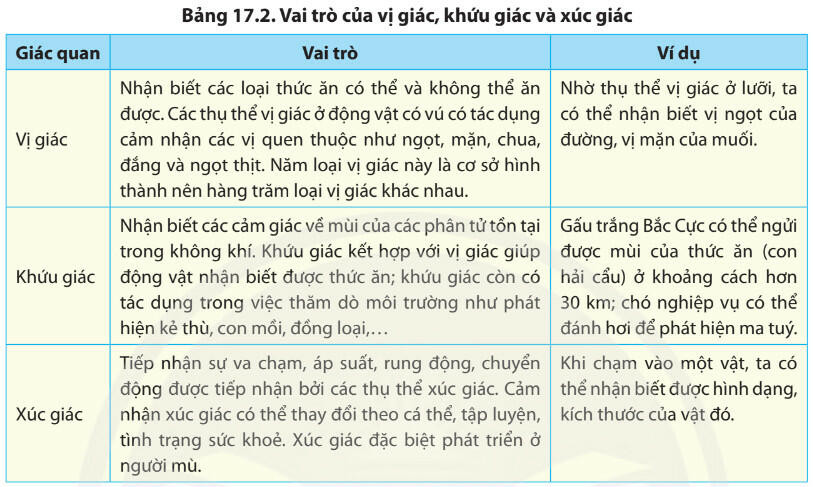 Bảng 17.2. Vai trò của vị giác, khứu giác và xúc giác
Giác quan
Vai trò
Ví dụ
Vị giác
Nhận biết các loại thức ăn có thể và không thể ăn
được. Các thụ thể vị giác ở động vật có vú có tác dụng
cảm nhận các vị quen thuộc như ngọt, mặn, chua,
đắng và ngọt thịt. Năm loại vị giác này là cơ sở hình
thành nên hàng trăm loại vị giác khác nhau.
Nhờ thụ thể vị giác ở lưỡi, ta
có thể nhận biết vị ngọt của
đường, vị mặn của muối.
Khứu giác
Nhận biết các cảm giác về mùi của các phân tử tồn tại
trong không khí. Khứu giác kết hợp với vị giác giúp
động vật nhận biết được thức ăn; khứu giác còn có
tác dụng trong việc thăm dò môi trường như phát
hiện kẻ thù, con mồi, đồng loại,…
Gấu trắng Bắc Cực có thể ngửi
được mùi của thức ăn (con
hải cẩu) ở khoảng cách hơn
30 km; chó nghiệp vụ có thể
đánh hơi để phát hiện ma tuý.
Xúc giác
Tiếp nhận sự va chạm, áp suất, rung động, chuyển
động được tiếp nhận bởi các thụ thể xúc giác. Cảm
nhận xúc giác có thể thay đổi theo cá thể, tập luyện,
tình trạng sức khoẻ. Xúc giác đặc biệt phát triển ở
người mù.
Khi chạm vào một vật, ta có
thể nhận biết được hình dạng,
kích thước của vật đó.